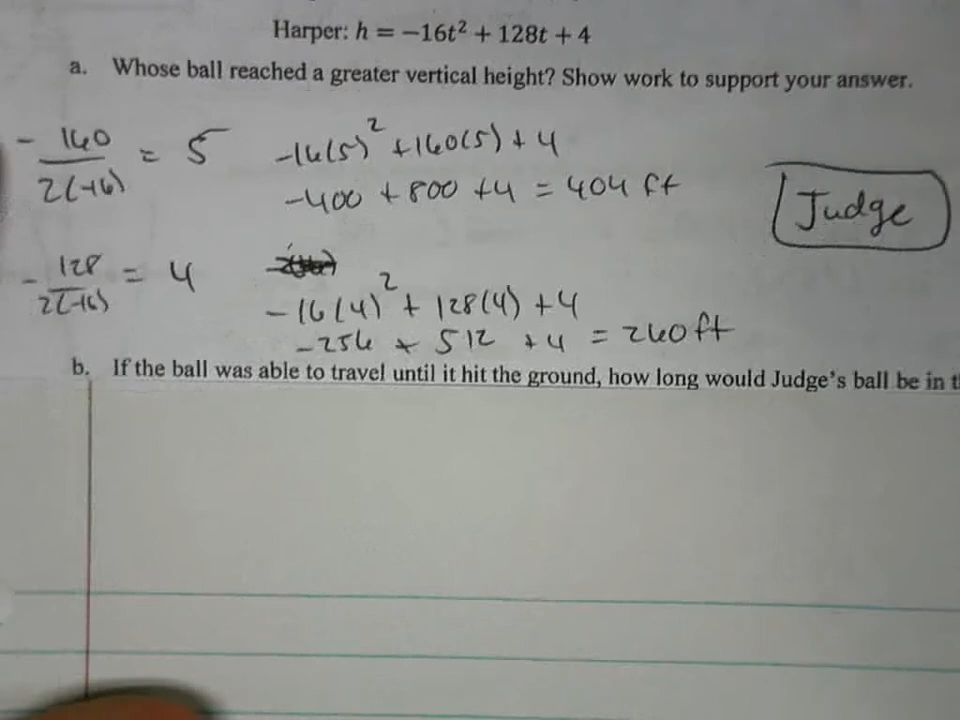 Harper: h = −16t² + 128t + 4
a. Whose ball reached a greater vertical height? Show work to support your answer.
- 160 / 2(-16) = 5
-16(5)² + 160(5) + 4
-400 + 800 + 4 = 404 ft
Judge
- 128 / 2(-16) = 4
-16(4)² + 128(4) + 4
-256 + 512 + 4 = 260 ft
b. If the ball was able to travel until it hit the ground, how long would Judge's ball be in